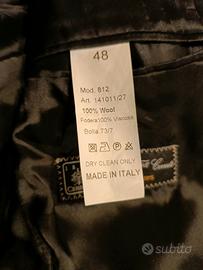 48
Mod. 812
Art. 141011/27
100% Wool
Fodera100% Viscosa
Bolla.73/7
DRY CLEAN ONLY
MADE IN ITALY
subito